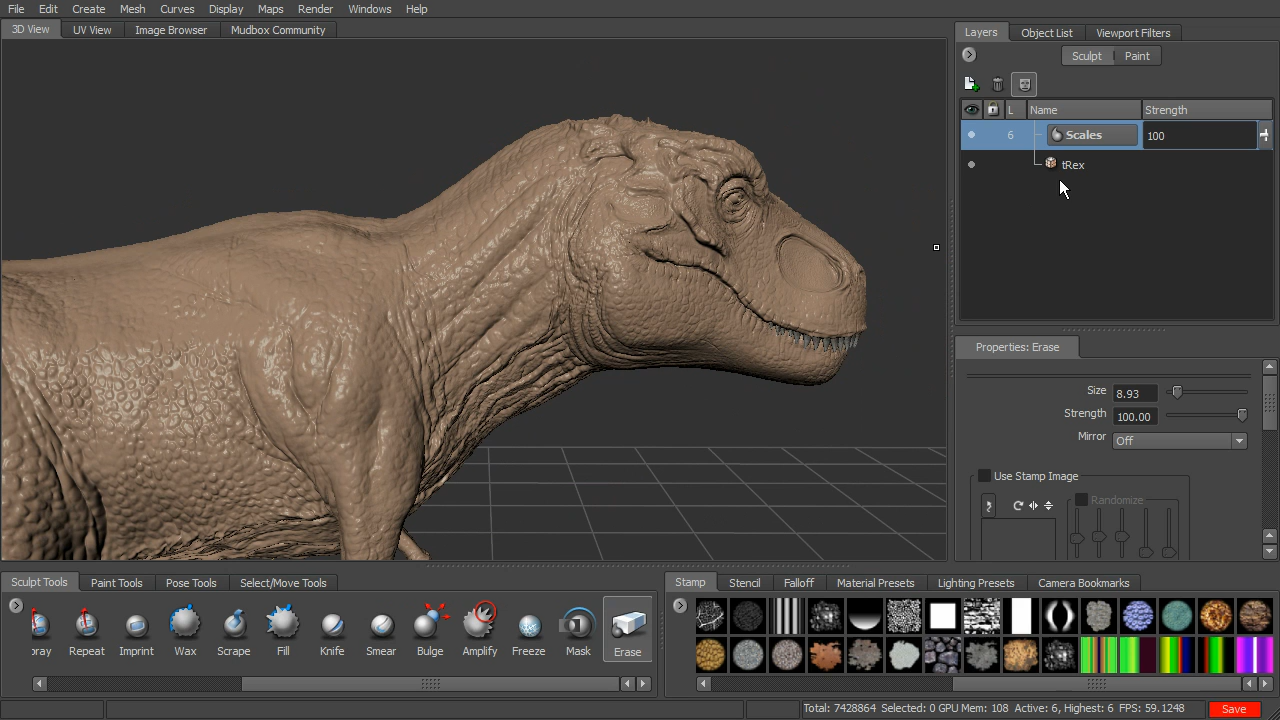 File Edit Create Mesh Curves Display Maps Render Windows Help
3D View UV View Image Browser Mudbox Community
Layers Object List Viewport Filters
Sculpt Paint
L Name Strength
6 Scales 100
tRex
Properties: Erase
Size 8.93
Strength 100.00
Mirror Off
Use Stamp Image
Randomize
Sculpt Tools Paint Tools Pose Tools Select/Move Tools
oray Repeat Imprint Wax Scrape Fill Knife Smear Bulge Amplify Freeze Mask Erase
Stamp Stencil Falloff Material Presets Lighting Presets Camera Bookmarks
Total: 7428864 Selected: 0 GPU Mem: 108 Active: 6, Highest: 6 FPS: 59.1248
Save